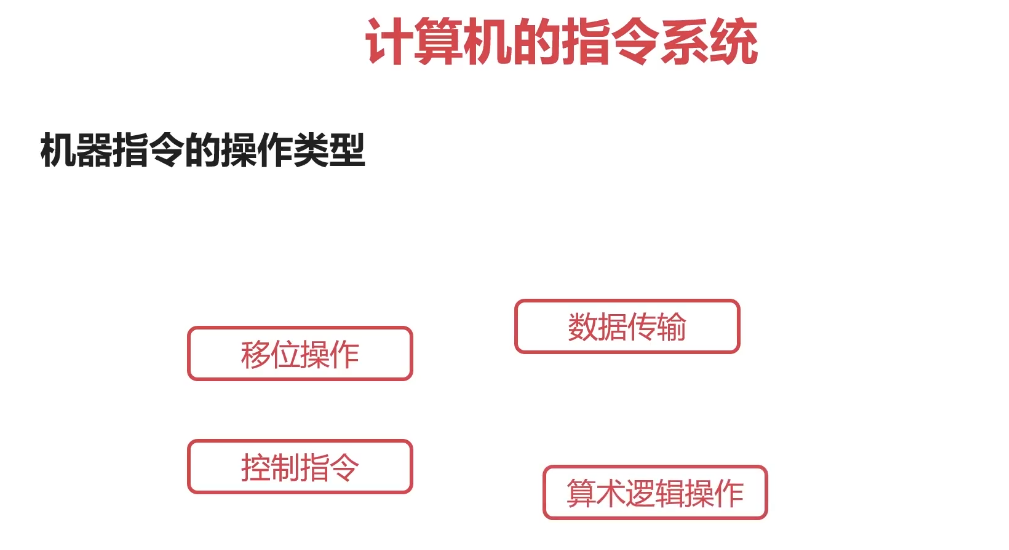 计算机的指令系统
机器指令的操作类型
数据传输
移位操作
控制指令
算术逻辑操作